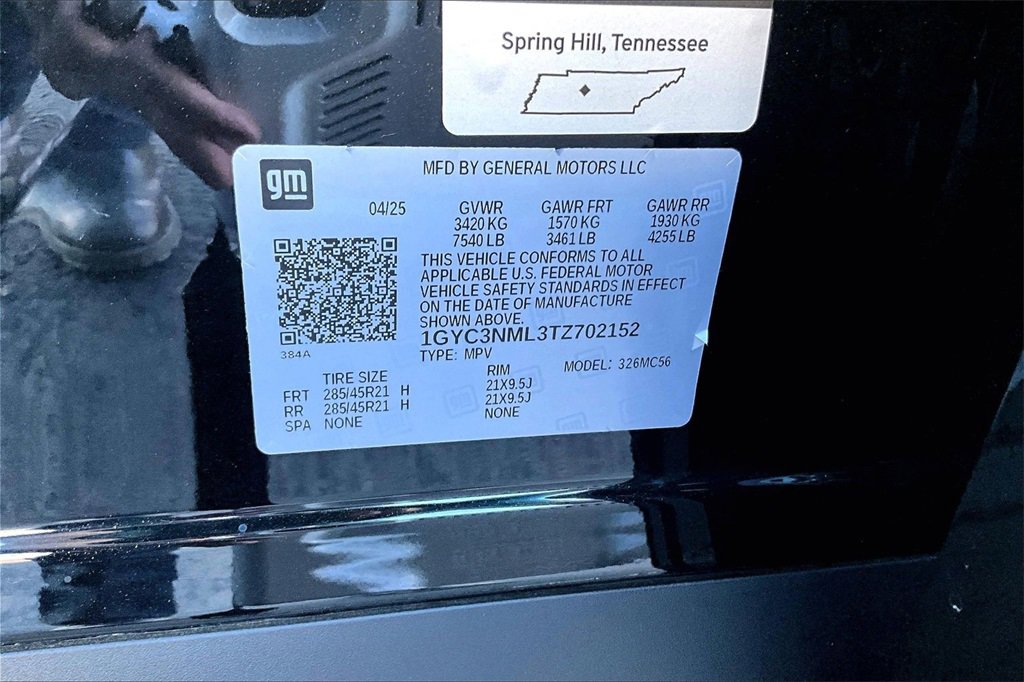 Spring Hill, Tennessee
gm
MFD BY GENERAL MOTORS LLC
04/25 GVWR GAWR FRT GAWR RR
3420 KG 1570 KG 1930 KG
7540 LB 3461 LB 4255 LB
THIS VEHICLE CONFORMS TO ALL
APPLICABLE U.S. FEDERAL MOTOR
VEHICLE SAFETY STANDARDS IN EFFECT
ON THE DATE OF MANUFACTURE
SHOWN ABOVE.
1GYC3NML3TZ702152
384A
TYPE: MPV
MODEL: 326MC56
TIRE SIZE RIM
FRT 285/45R21 H 21X9.5J
RR 285/45R21 H 21X9.5J
SPA NONE NONE